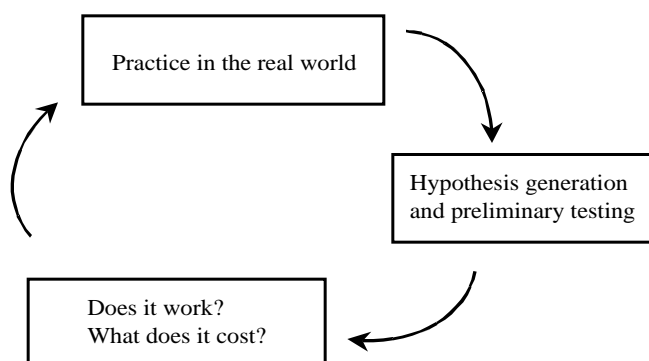 Practice in the real world
Hypothesis generation
and preliminary testing
Does it work?
What does it cost?